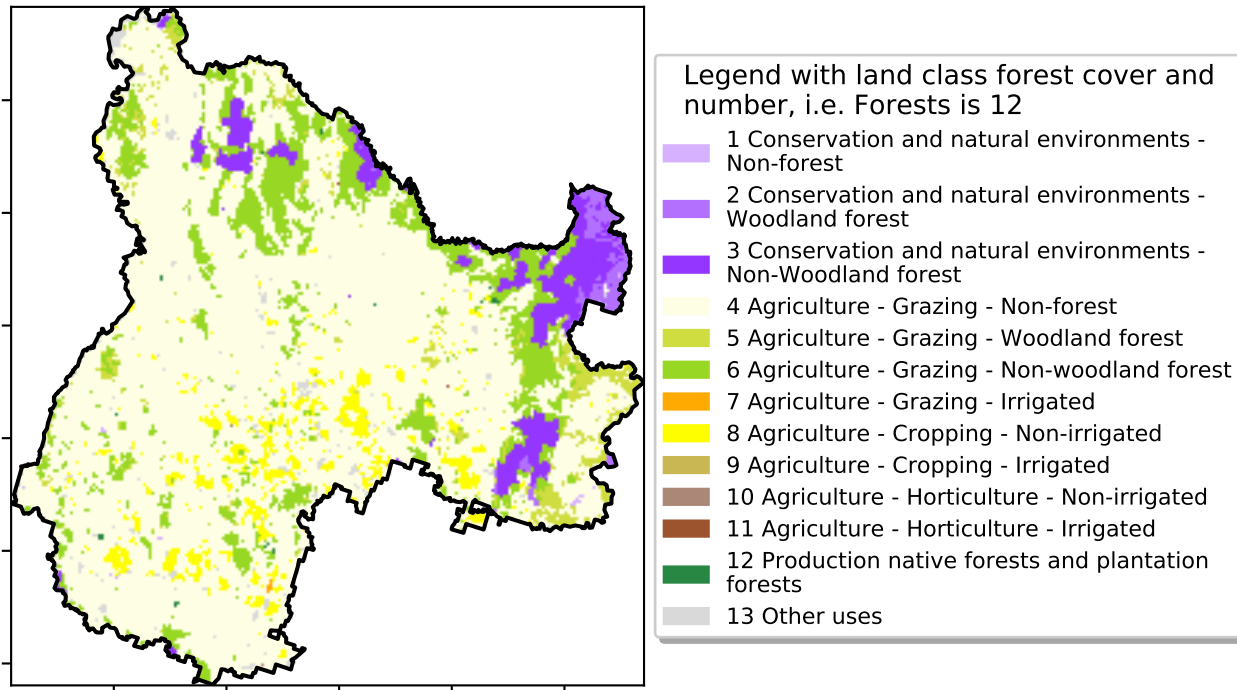 Legend with land class forest cover and
number, i.e. Forests is 12
1 Conservation and natural environments -
Non-forest
2 Conservation and natural environments -
Woodland forest
3 Conservation and natural environments -
Non-Woodland forest
4 Agriculture - Grazing - Non-forest
5 Agriculture - Grazing - Woodland forest
6 Agriculture - Grazing - Non-woodland forest
7 Agriculture - Grazing - Irrigated
8 Agriculture - Cropping - Non-irrigated
9 Agriculture - Cropping - Irrigated
10 Agriculture - Horticulture - Non-irrigated
11 Agriculture - Horticulture - Irrigated
12 Production native forests and plantation
forests
13 Other uses